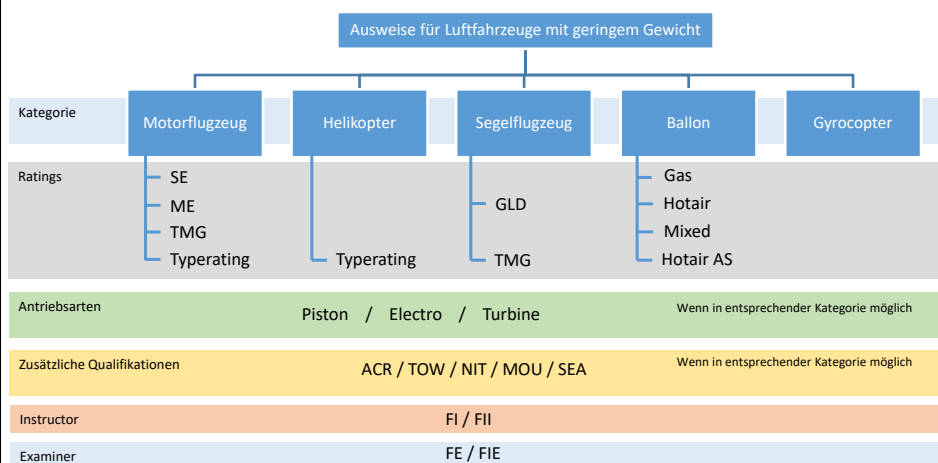 Ausweise für Luftfahrzeuge mit geringem Gewicht
Kategorie
Motorflugzeug
Helikopter
Segelflugzeug
Ballon
Gyrocopter
Ratings
SE
ME
TMG
Typerating
Typerating
GLD
TMG
Gas
Hotair
Mixed
Hotair AS
Antriebsarten
Piston / Electro / Turbine
Wenn in entsprechender Kategorie möglich
Zusätzliche Qualifikationen
ACR / TOW / NIT / MOU / SEA
Wenn in entsprechender Kategorie möglich
Instructor
FI / FII
Examiner
FE / FIE